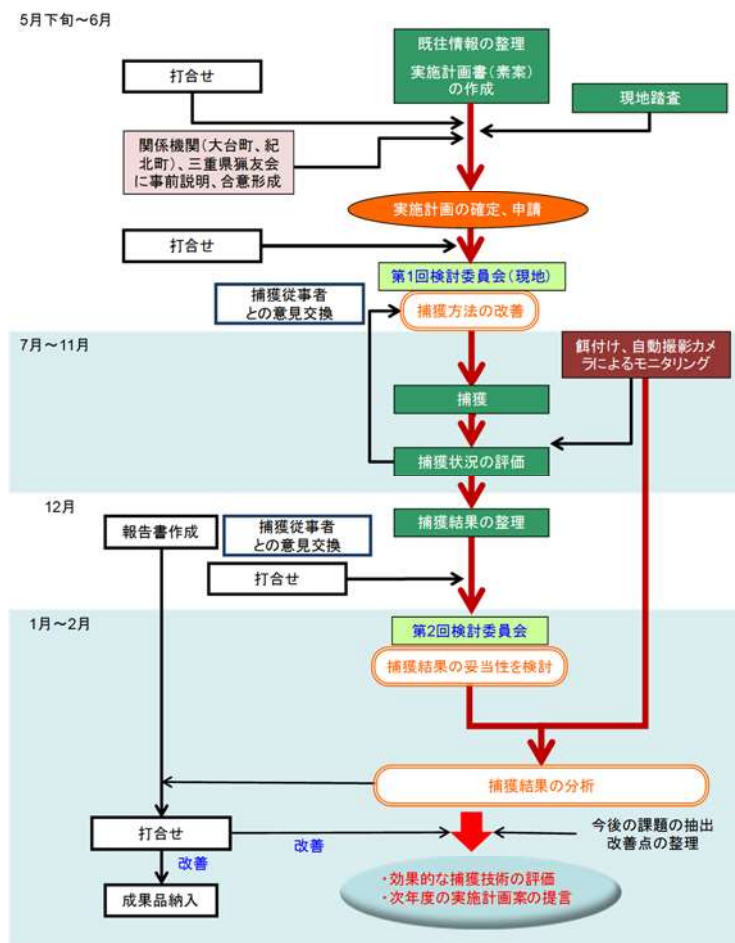 5月下旬～6月
既往情報の整理
実施計画書(素案)
の作成
打合せ
現地踏査
関係機関(大台町、紀
北町)、三重県猟友会
に事前説明、合意形成
実施計画の確定、申請
打合せ
第1回検討委員会(現地)
捕獲従事者
との意見交換
捕獲方法の改善
7月～11月
餌付け、自動撮影カメ
ラによるモニタリング
捕獲
捕獲状況の評価
12月
報告書作成
捕獲従事者
との意見交換
捕獲結果の整理
打合せ
1月～2月
第2回検討委員会
捕獲結果の妥当性を検討
捕獲結果の分析
打合せ
改善
今後の課題の抽出
改善点の整理
改善
成果品納入
・効果的な捕獲技術の評価
・次年度の実施計画案の提言